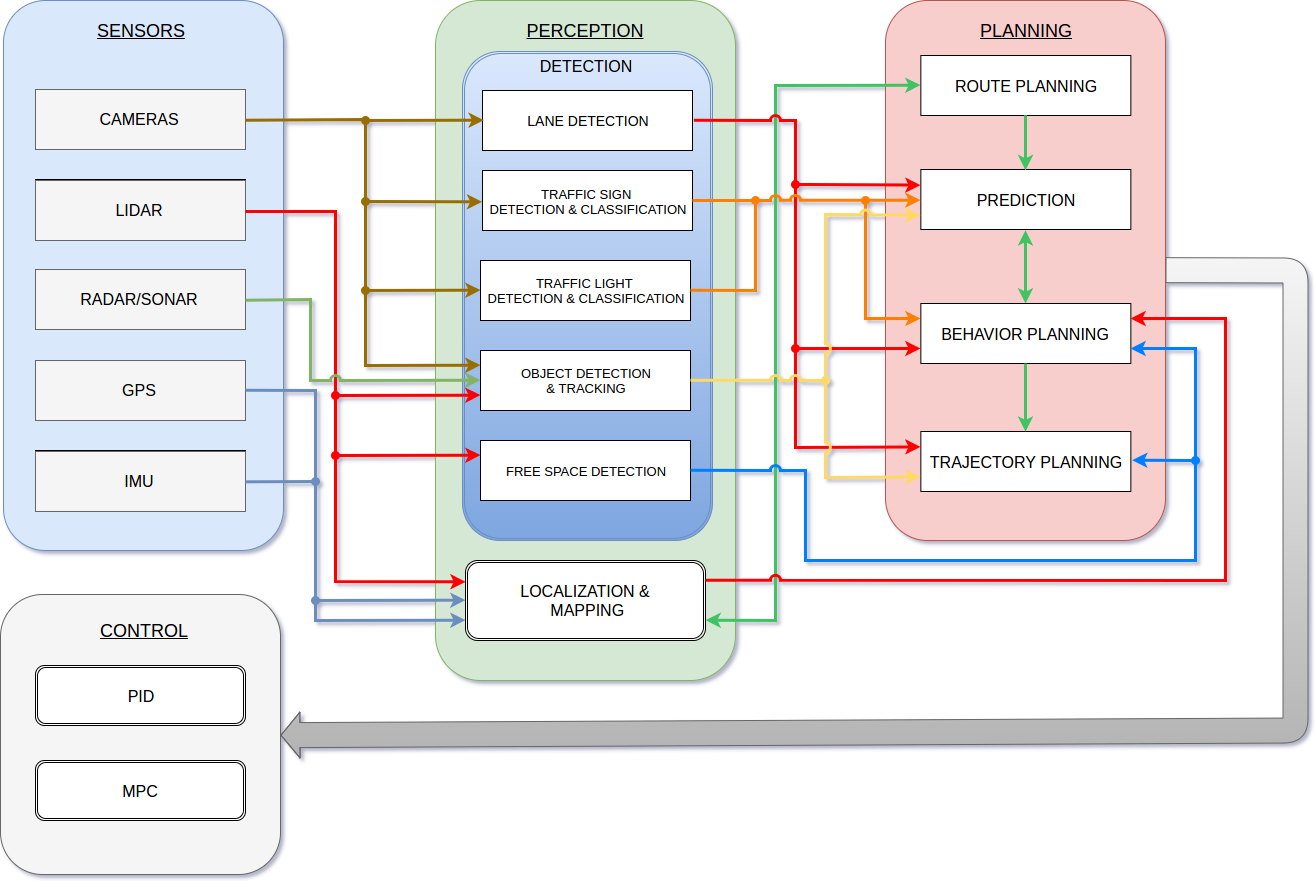 SENSORS
CAMERAS
LIDAR
RADAR/SONAR
GPS
IMU
PERCEPTION
DETECTION
LANE DETECTION
TRAFFIC SIGN
DETECTION & CLASSIFICATION
TRAFFIC LIGHT
DETECTION & CLASSIFICATION
OBJECT DETECTION
& TRACKING
FREE SPACE DETECTION
LOCALIZATION &
MAPPING
PLANNING
ROUTE PLANNING
PREDICTION
BEHAVIOR PLANNING
TRAJECTORY PLANNING
CONTROL
PID
MPC